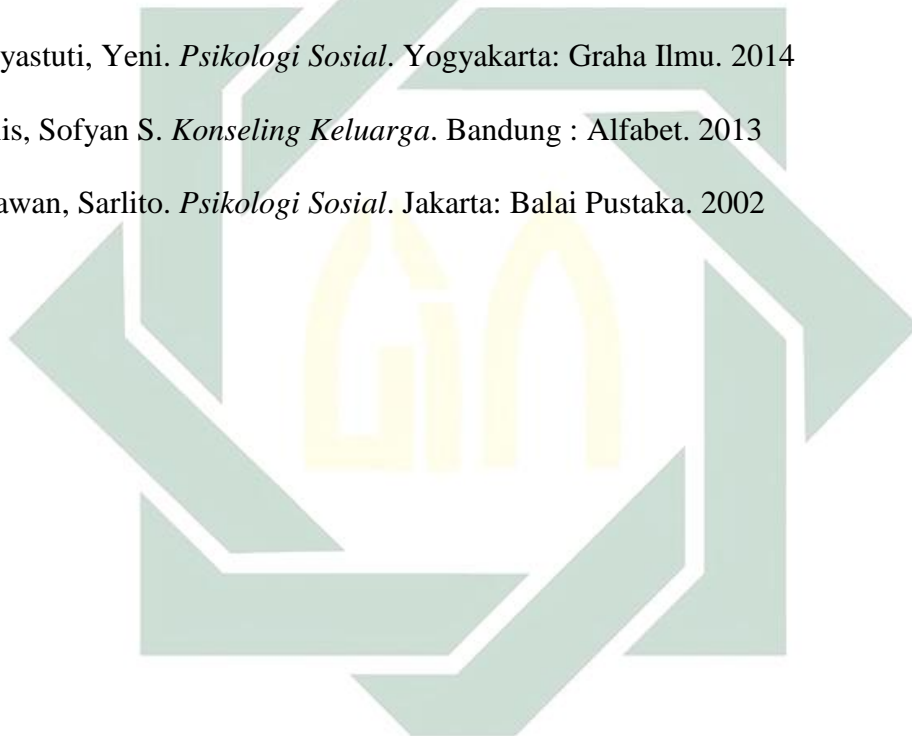 yastuti, Yeni. Psikologi Sosial. Yogyakarta: Graha Ilmu. 2014
is, Sofyan S. Konseling Keluarga. Bandung : Alfabet. 2013
awan, Sarlito. Psikologi Sosial. Jakarta: Balai Pustaka. 2002